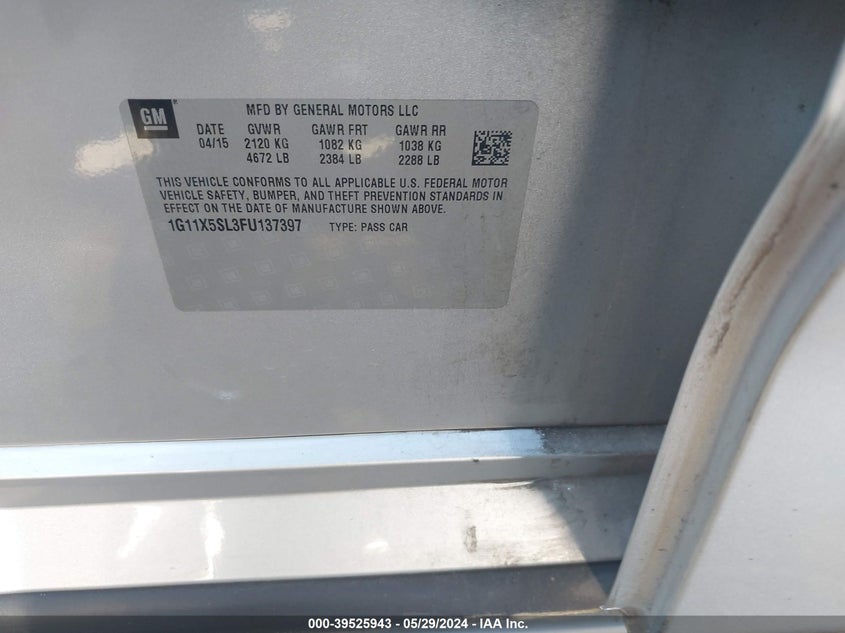 GM
MFD BY GENERAL MOTORS LLC
DATE GVWR GAWR FRT GAWR RR
04/15 2120 KG 1082 KG 1038 KG
4672 LB 2384 LB 2288 LB
THIS VEHICLE CONFORMS TO ALL APPLICABLE U.S. FEDERAL MOTOR
VEHICLE SAFETY, BUMPER, AND THEFT PREVENTION STANDARDS IN
EFFECT ON THE DATE OF MANUFACTURE SHOWN ABOVE.
1G11X5SL3FU137397 TYPE: PASS CAR
000-39525943 - 05/29/2024 - IAA Inc.